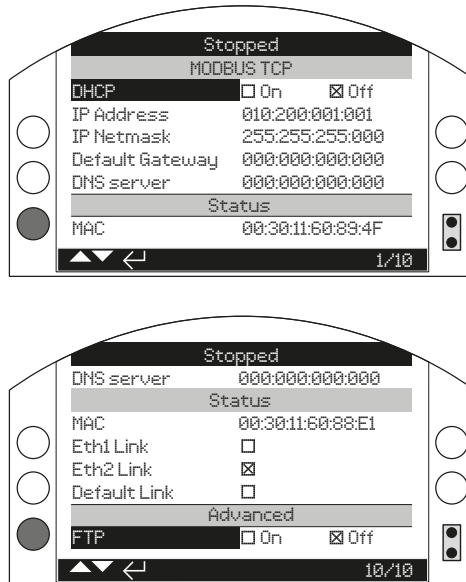 Stopped
MODBUS TCP
DHCP On Off
IP Address 010:200:001:001
IP Netmask 255:255:255:000
Default Gateway 000:000:000:000
DNS server 000:000:000:000
Status
MAC 00:30:11:60:89:4F
1/10
Stopped
DNS server 000:000:000:000
Status
MAC 00:30:11:60:88:E1
Eth1 Link
Eth2 Link
Default Link
Advanced
FTP On Off
10/10